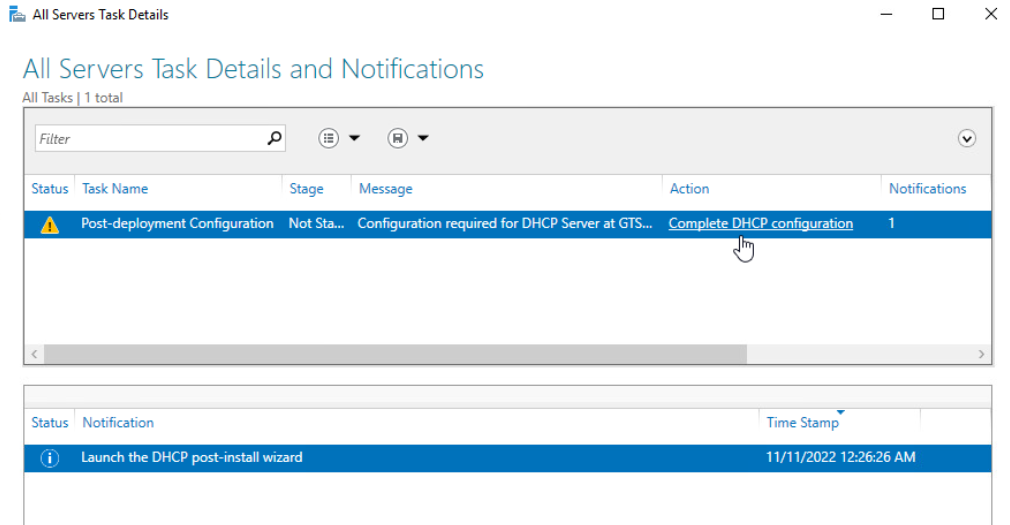 All Servers Task Details
All Servers Task Details and Notifications
All Tasks | 1 total
Filter
Status Task Name Stage Message Action Notifications
Post-deployment Configuration Not Sta... Configuration required for DHCP Server at GTS... Complete DHCP configuration 1
Status Notification Time Stamp
Launch the DHCP post-install wizard 11/11/2022 12:26:26 AM